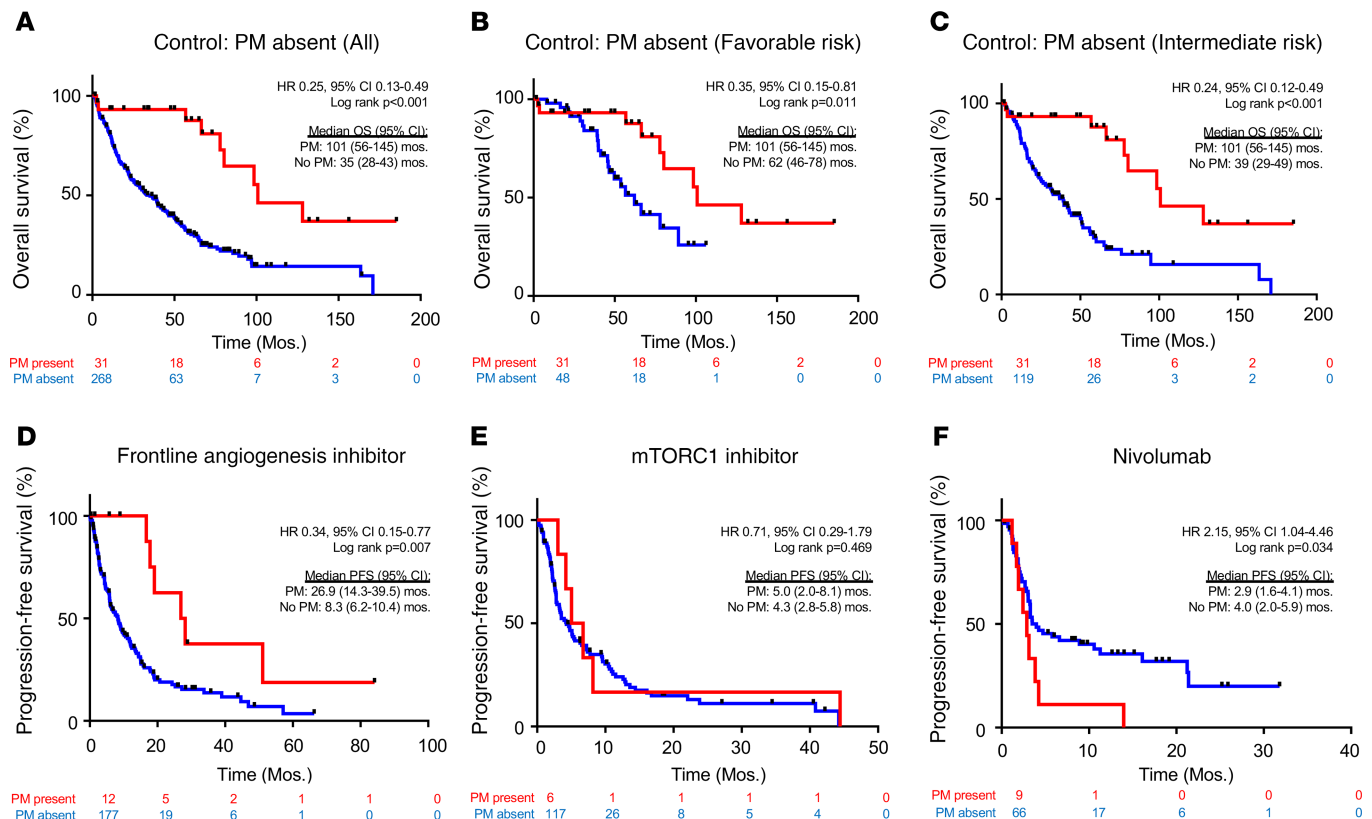 A
Control: PM absent (All)
Overall survival (%)
HR 0.25, 95% CI 0.13-0.49
Log rank p<0.001
Median OS (95% CI):
PM: 101 (56-145) mos.
No PM: 35 (28-43) mos.
100
50
0
0 50 100 150 200
Time (Mos.)
PM present 31 18 6 2 0
PM absent 268 63 7 3 0
B
Control: PM absent (Favorable risk)
Overall survival (%)
HR 0.35, 95% CI 0.15-0.81
Log rank p=0.011
Median OS (95% CI):
PM: 101 (56-145) mos.
No PM: 62 (46-78) mos.
100
50
0
0 50 100 150 200
Time (Mos.)
PM present 31 18 6 2 0
PM absent 48 18 1 0 0
C
Control: PM absent (Intermediate risk)
Overall survival (%)
HR 0.24, 95% CI 0.12-0.49
Log rank p<0.001
Median OS (95% CI):
PM: 101 (56-145) mos.
No PM: 39 (29-49) mos.
100
50
0
0 50 100 150 200
Time (Mos.)
PM present 31 18 6 2 0
PM absent 119 26 3 2 0
D
Frontline angiogenesis inhibitor
Progression-free survival (%)
HR 0.34, 95% CI 0.15-0.77
Log rank p=0.007
Median PFS (95% CI):
PM: 26.9 (14.3-39.5) mos.
No PM: 8.3 (6.2-10.4) mos.
100
50
0
0 20 40 60 80 100
Time (Mos.)
PM present 12 5 2 1 1 0
PM absent 177 19 6 1 0 0
E
mTORC1 inhibitor
Progression-free survival (%)
HR 0.71, 95% CI 0.29-1.79
Log rank p=0.469
Median PFS (95% CI):
PM: 5.0 (2.0-8.1) mos.
No PM: 4.3 (2.8-5.8) mos.
100
50
0
0 10 20 30 40 50
Time (Mos.)
PM present 6 1 1 1 1 0
PM absent 117 26 8 5 4 0
F
Nivolumab
Progression-free survival (%)
HR 2.15, 95% CI 1.04-4.46
Log rank p=0.034
Median PFS (95% CI):
PM: 2.9 (1.6-4.1) mos.
No PM: 4.0 (2.0-5.9) mos.
100
50
0
0 10 20 30 40
Time (Mos.)
PM present 9 1 0 0 0
PM absent 66 17 6 1 0